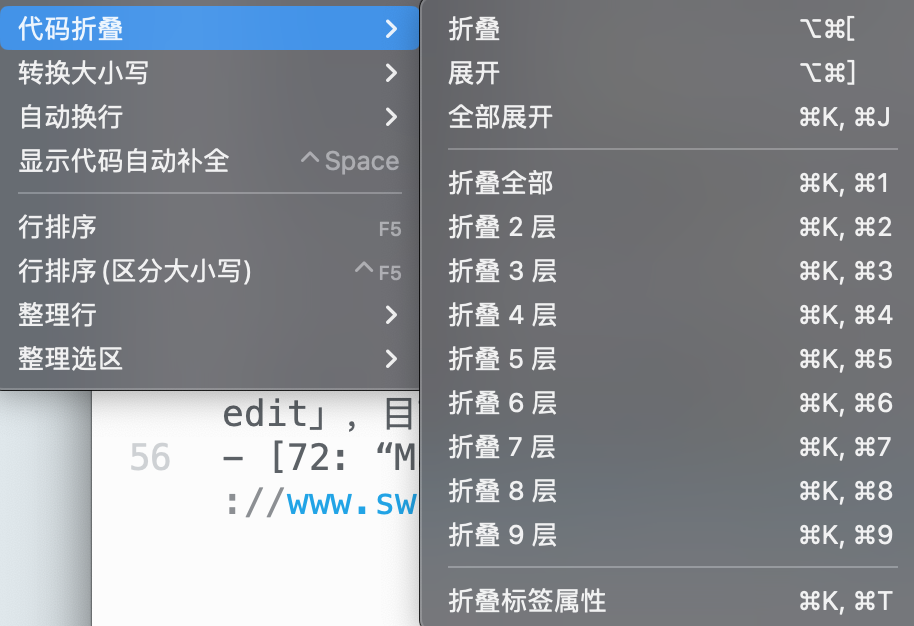 代码折叠
转换大小写
自动换行
显示代码自动补全 ^ Space
行排序 F5
行排序 (区分大小写) ^ F5
整理行
整理选区
折叠 ⌥⌘[
展开 ⌥⌘]
全部展开 ⌘K, ⌘J
折叠全部 ⌘K, ⌘1
折叠 2 层 ⌘K, ⌘2
折叠 3 层 ⌘K, ⌘3
折叠 4 层 ⌘K, ⌘4
折叠 5 层 ⌘K, ⌘5
折叠 6 层 ⌘K, ⌘6
折叠 7 层 ⌘K, ⌘7
折叠 8 层 ⌘K, ⌘8
折叠 9 层 ⌘K, ⌘9
折叠标签属性 ⌘K, ⌘T
edit」, 目
56 – [72: “M
://www.sw